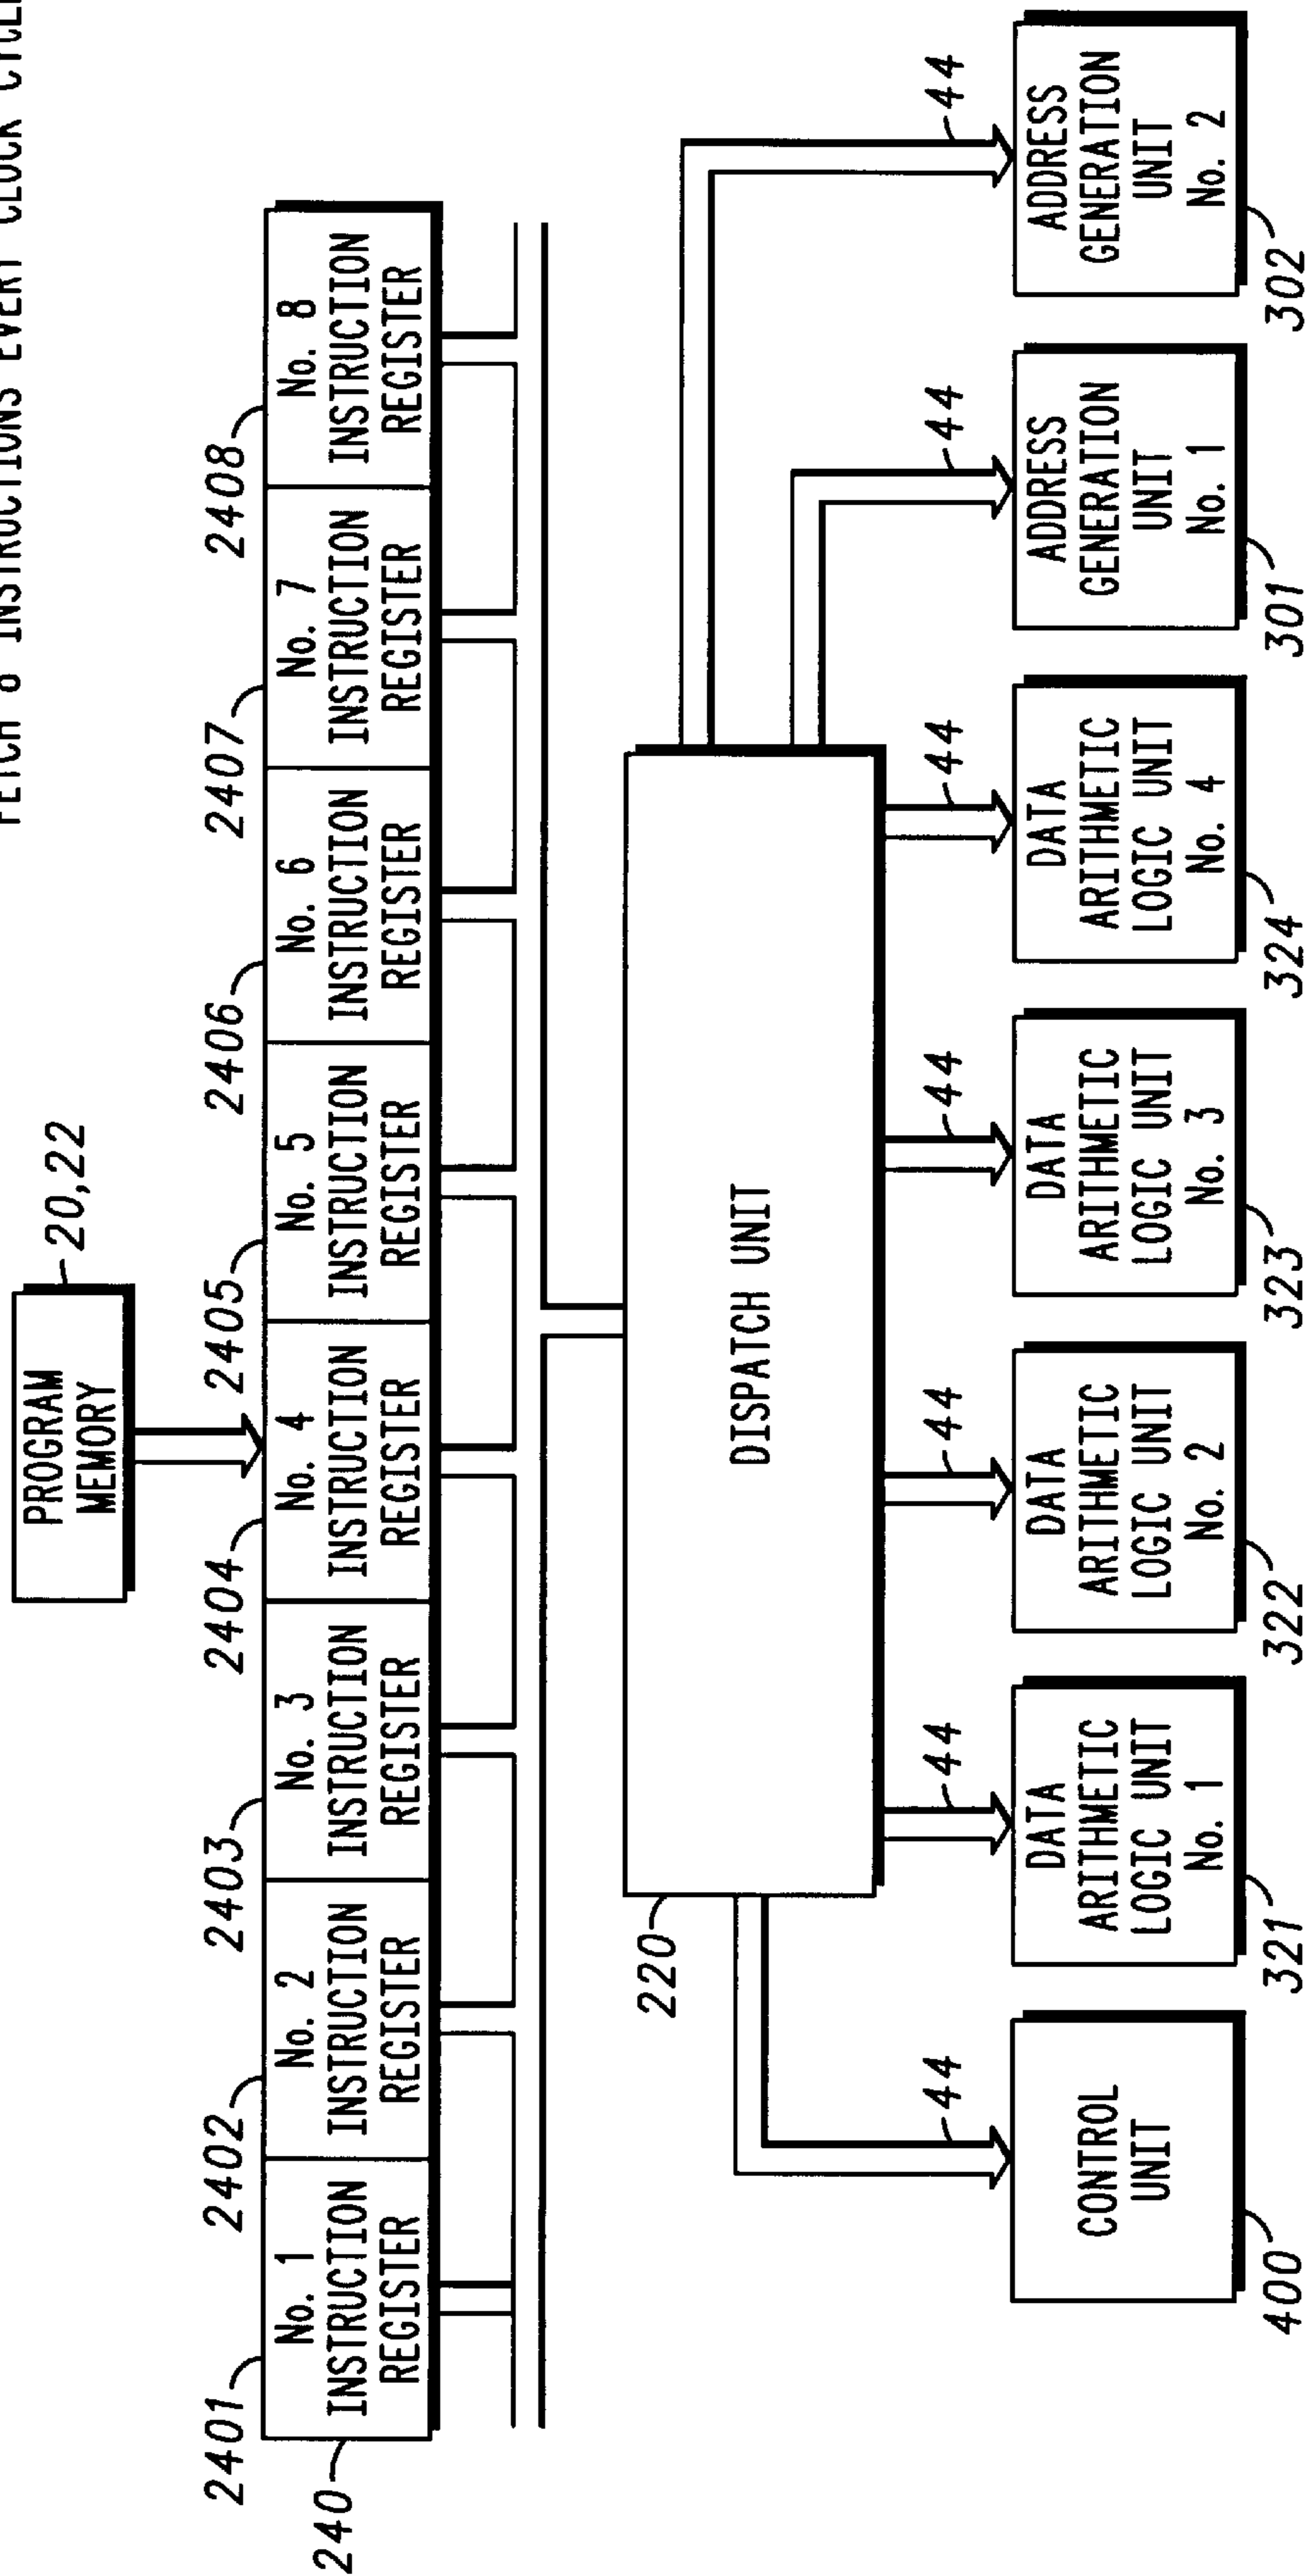 FETCH 8 INSTRUCTIONS EVERY CLOCK CYCLE
PROGRAM
MEMORY
20,22
2401
2402
2403
2404
2405
2406
2407
2408
No. 1
INSTRUCTION
REGISTER
No. 2
INSTRUCTION
REGISTER
No. 3
INSTRUCTION
REGISTER
No. 4
INSTRUCTION
REGISTER
No. 5
INSTRUCTION
REGISTER
No. 6
INSTRUCTION
REGISTER
No. 7
INSTRUCTION
REGISTER
No. 8
INSTRUCTION
REGISTER
240
220
DISPATCH UNIT
44
44
44
44
44
44
44
CONTROL
UNIT
DATA
ARITHMETIC
LOGIC UNIT
No. 1
DATA
ARITHMETIC
LOGIC UNIT
No. 2
DATA
ARITHMETIC
LOGIC UNIT
No. 3
DATA
ARITHMETIC
LOGIC UNIT
No. 4
ADDRESS
GENERATION
UNIT
No. 1
ADDRESS
GENERATION
UNIT
No. 2
400
321
322
323
324
301
302